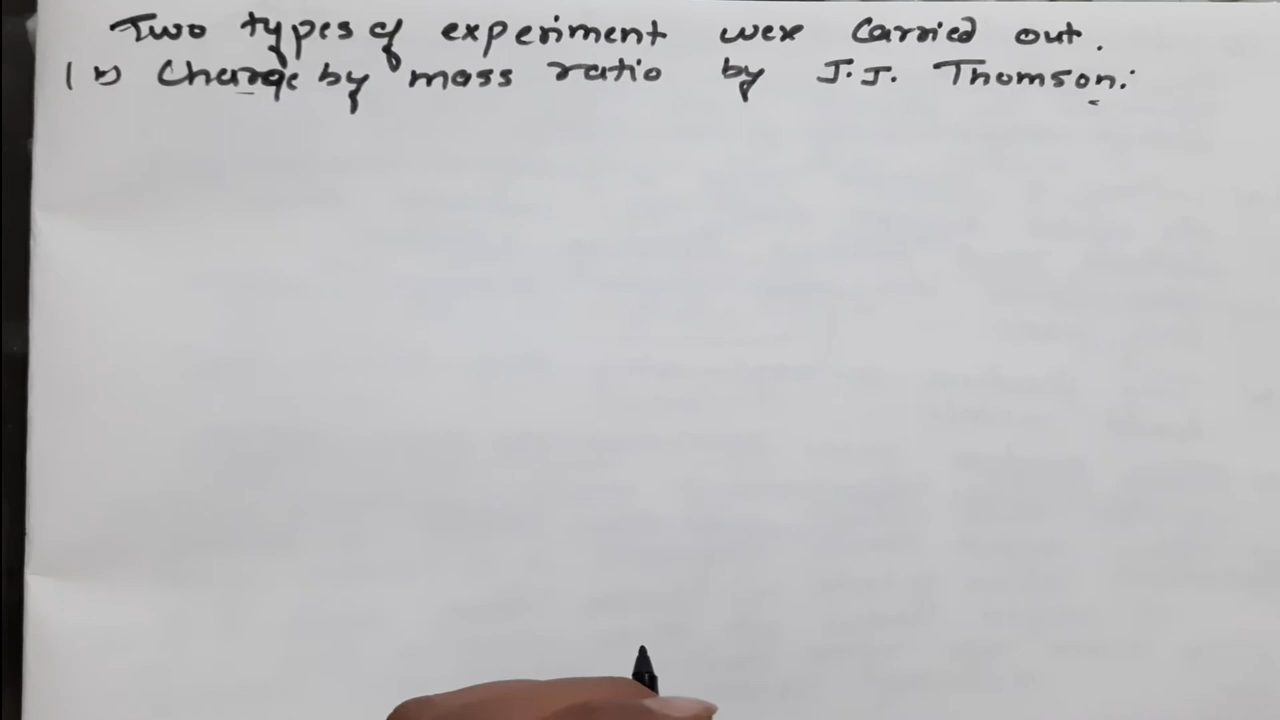 Two types of experiment were carried out.
1) Charge by mass ratio by J.J. Thomson: